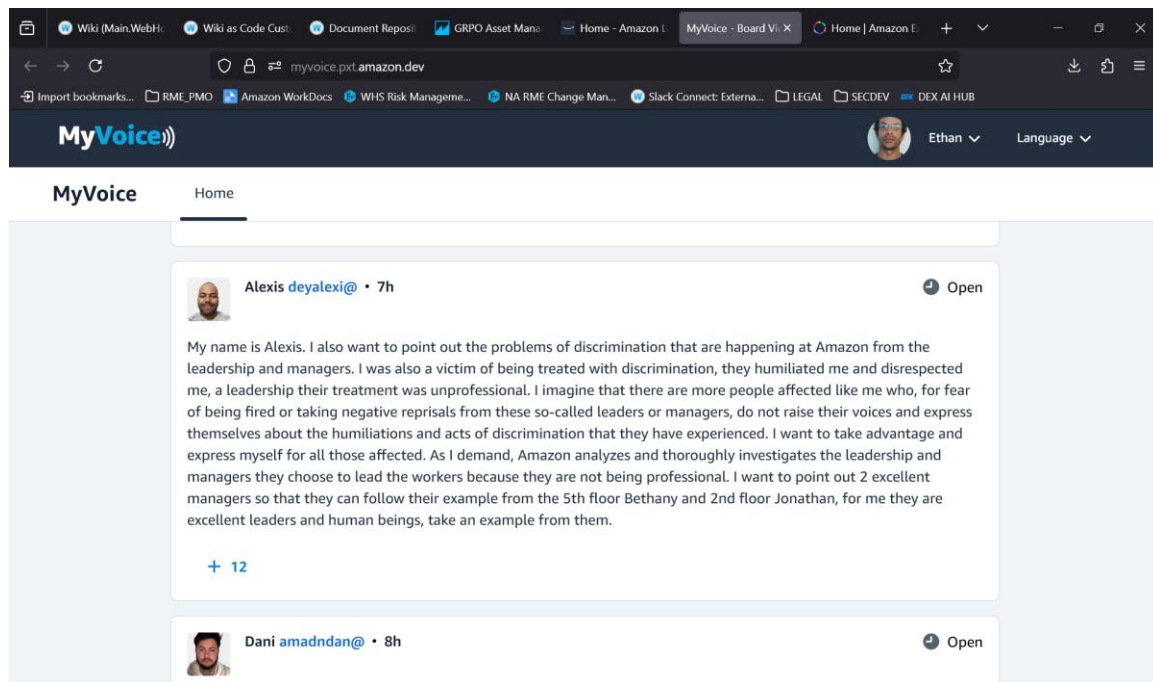 Wiki (Main.WebHo
Wiki as Code Cust
Document Reposit
GRPO Asset Mana
Home - Amazon L
MyVoice - Board Vi
Home | Amazon E
myvoice.pxt.amazon.dev
Import bookmarks...
RME_PMO
Amazon WorkDocs
WHS Risk Manageme...
NA RME Change Man...
Slack Connect: Externa...
LEGAL
SECDEV
DEX AI HUB
MyVoice
Ethan
Language
MyVoice
Home
Alexis deyalexi@ • 7h
Open
My name is Alexis. I also want to point out the problems of discrimination that are happening at Amazon from the
leadership and managers. I was also a victim of being treated with discrimination, they humiliated me and disrespected
me, a leadership their treatment was unprofessional. I imagine that there are more people affected like me who, for fear
of being fired or taking negative reprisals from these so-called leaders or managers, do not raise their voices and express
themselves about the humiliations and acts of discrimination that they have experienced. I want to take advantage and
express myself for all those affected. As I demand, Amazon analyzes and thoroughly investigates the leadership and
managers they choose to lead the workers because they are not being professional. I want to point out 2 excellent
managers so that they can follow their example from the 5th floor Bethany and 2nd floor Jonathan, for me they are
excellent leaders and human beings, take an example from them.
+ 12
Dani amadndan@ • 8h
Open